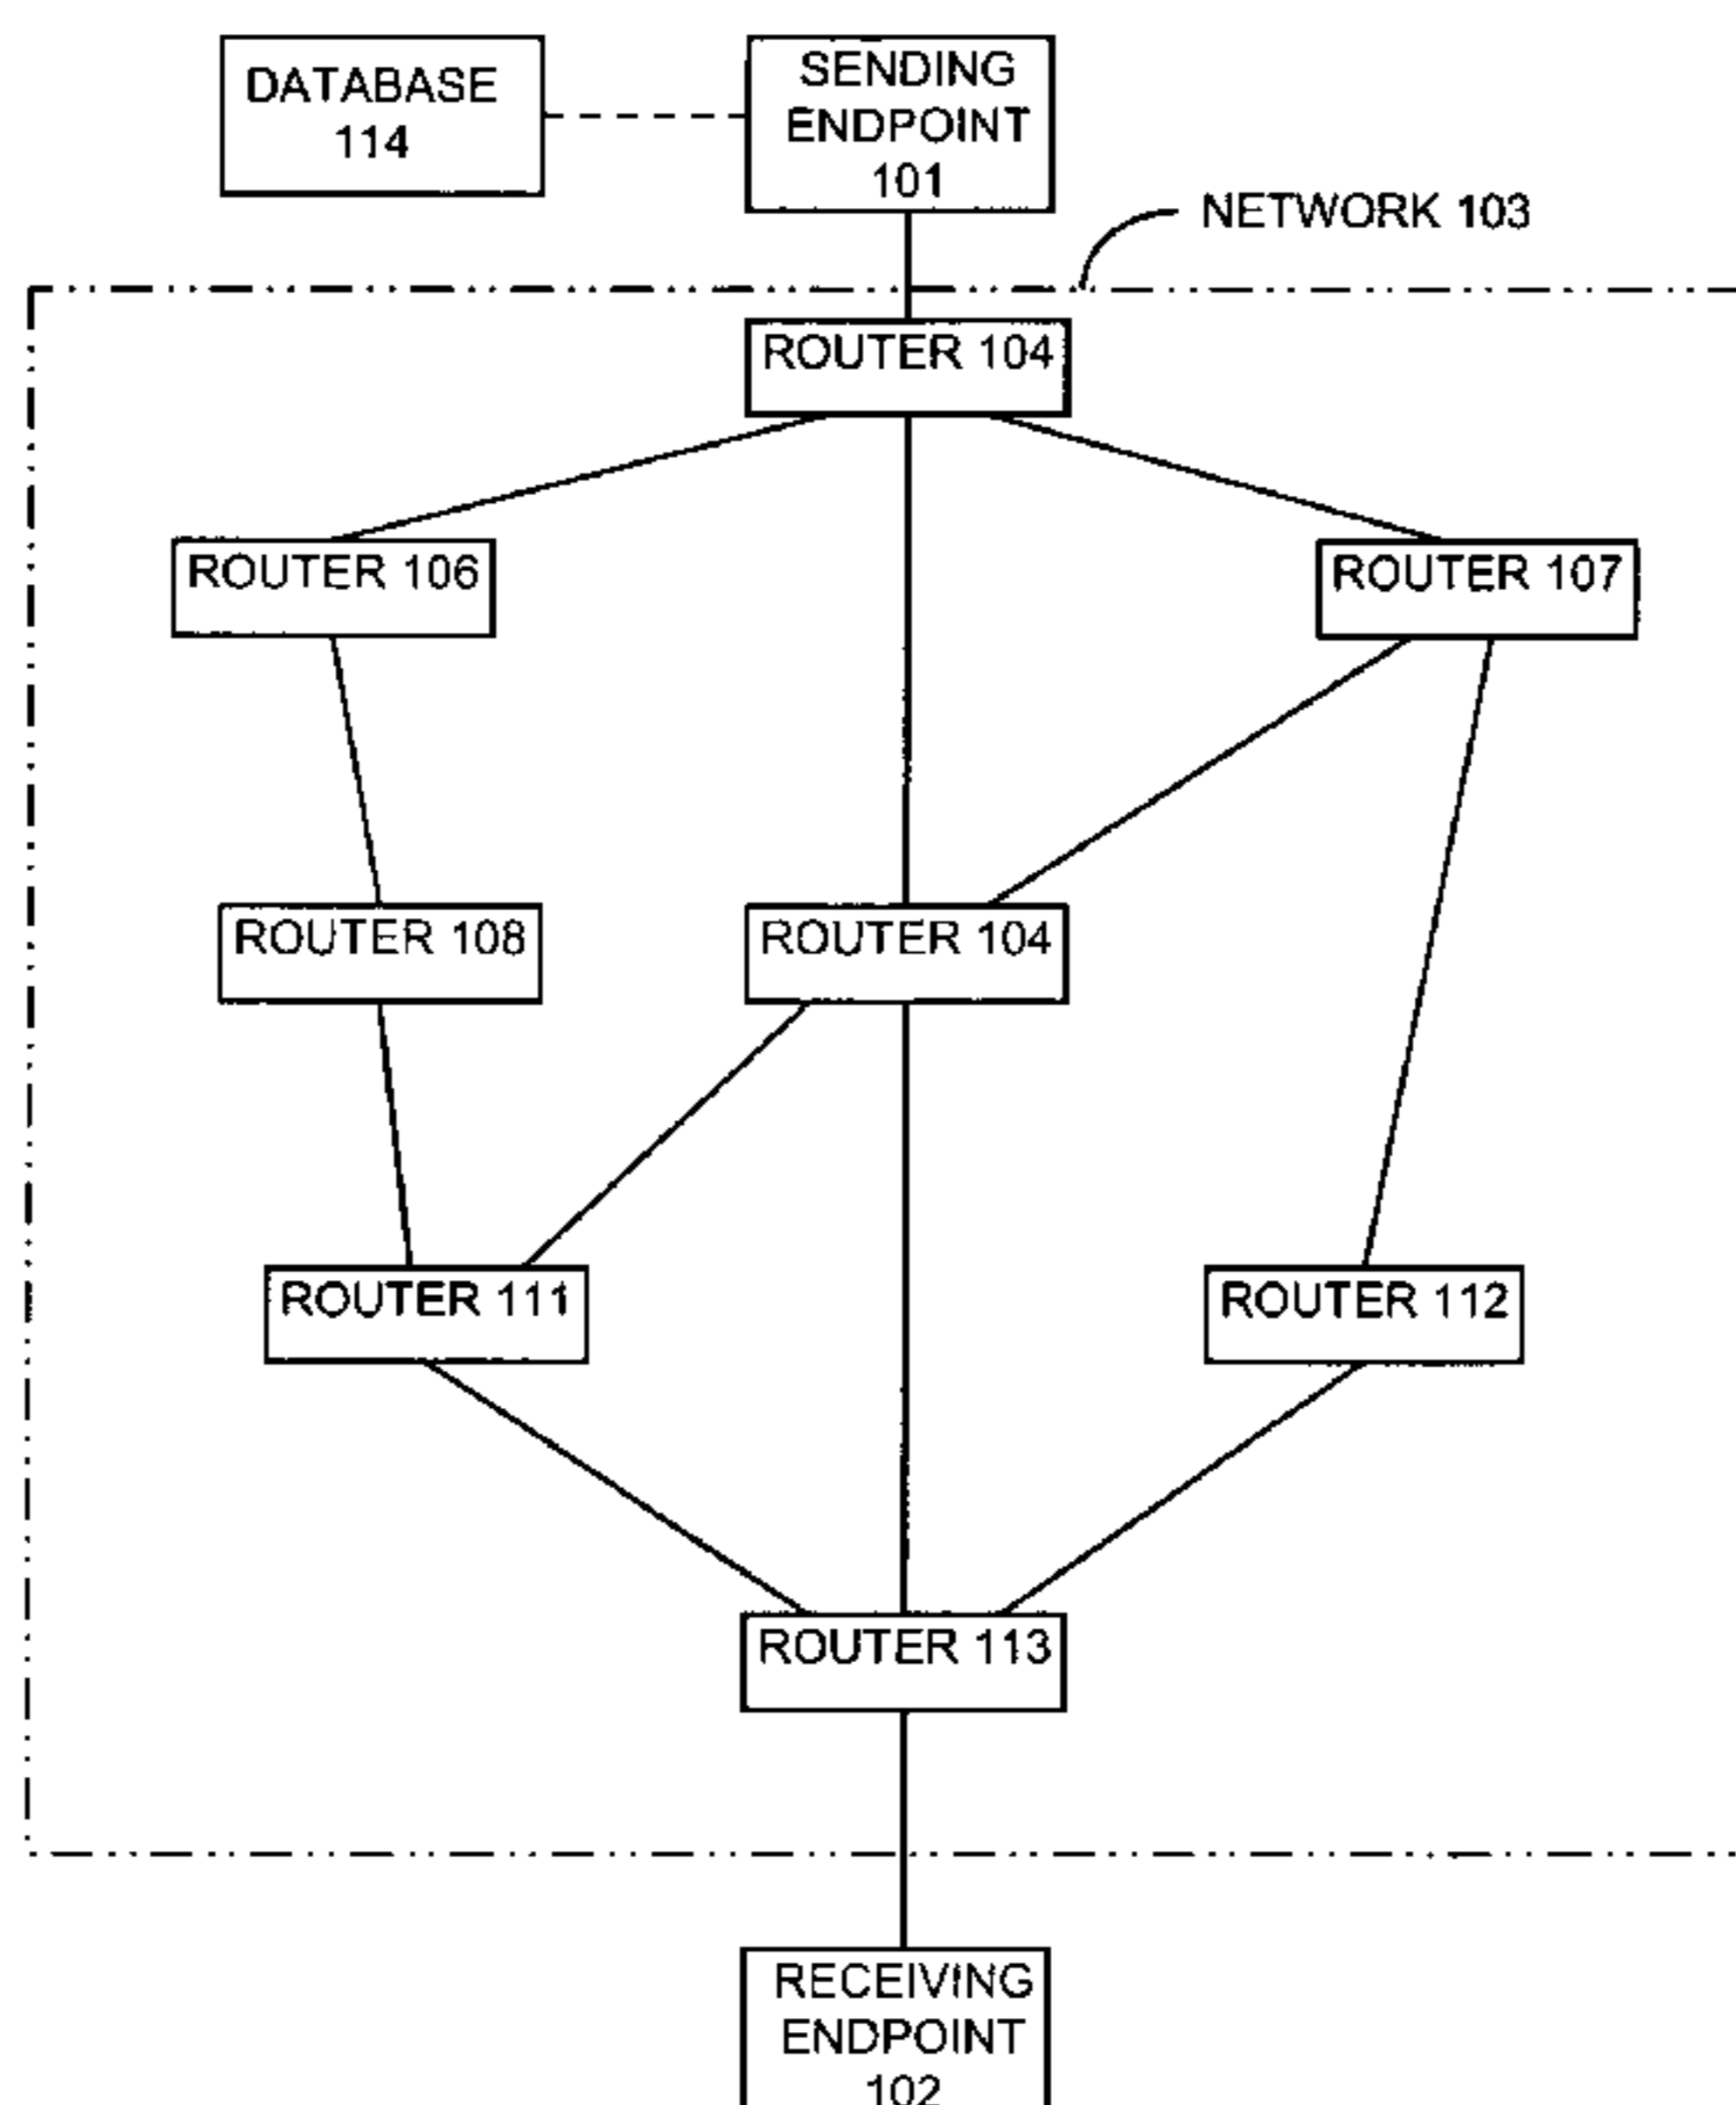 DATABASE
114
SENDING
ENDPOINT
101
NETWORK 103
ROUTER 104
ROUTER 106
ROUTER 107
ROUTER 108
ROUTER 104
ROUTER 111
ROUTER 112
ROUTER 113
RECEIVING
ENDPOINT
102